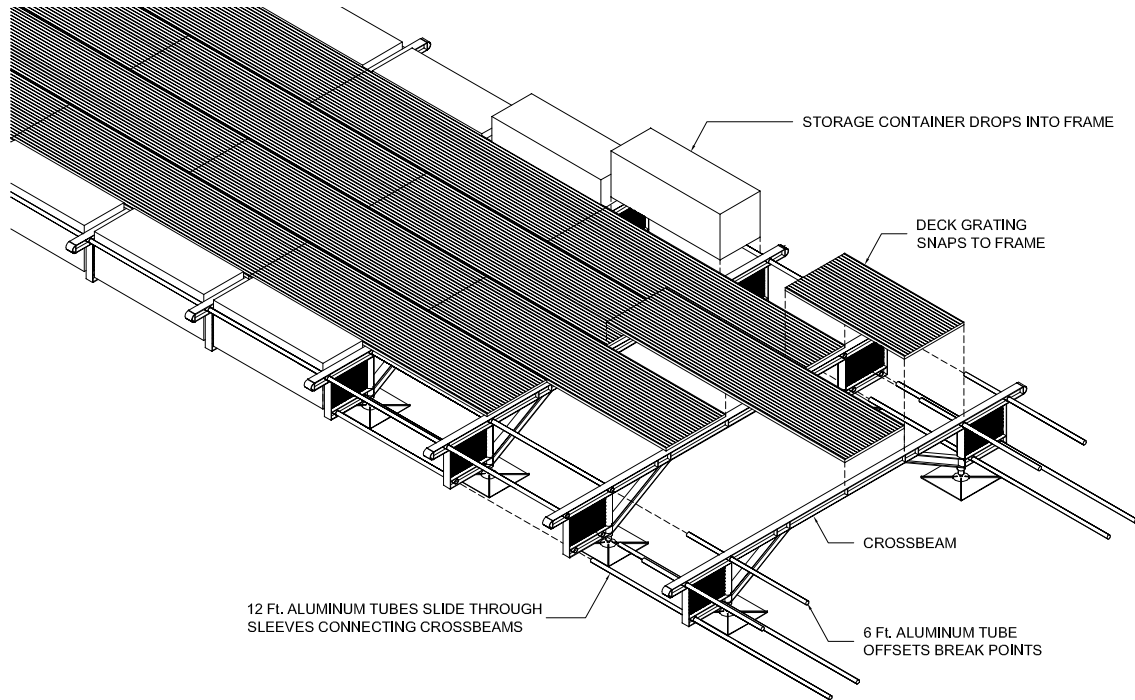 STORAGE CONTAINER DROPS INTO FRAME
DECK GRATING
SNAPS TO FRAME
CROSSBEAM
12 Ft. ALUMINUM TUBES SLIDE THROUGH
SLEEVES CONNECTING CROSSBEAMS
6 Ft. ALUMINUM TUBE
OFFSETS BREAK POINTS